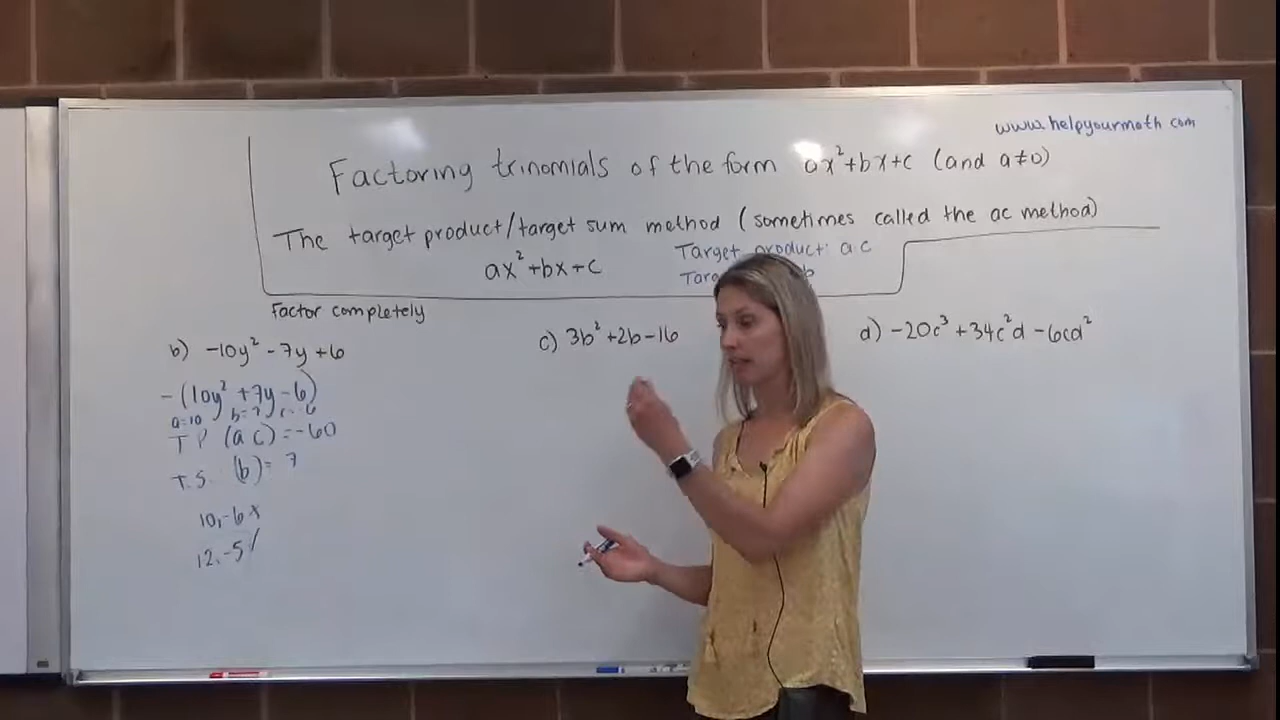 www.helpyourmath.com
Factoring trinomials of the form ax²+bx+c (and a≠0)
The target product/target sum method (sometimes called the ac method)
ax²+bx+c
Target product: ac
b
Factor completely
b) -10y² - 7y + 6
-(10y² + 7y - 6)
a=10 b=7 c=-6
T P (ac) = -60
T.S. (b) = 7
10,-6 x
12,-5 ✓
c) 3b² + 2b - 16
d) -20c³ + 34c²d - 6cd²